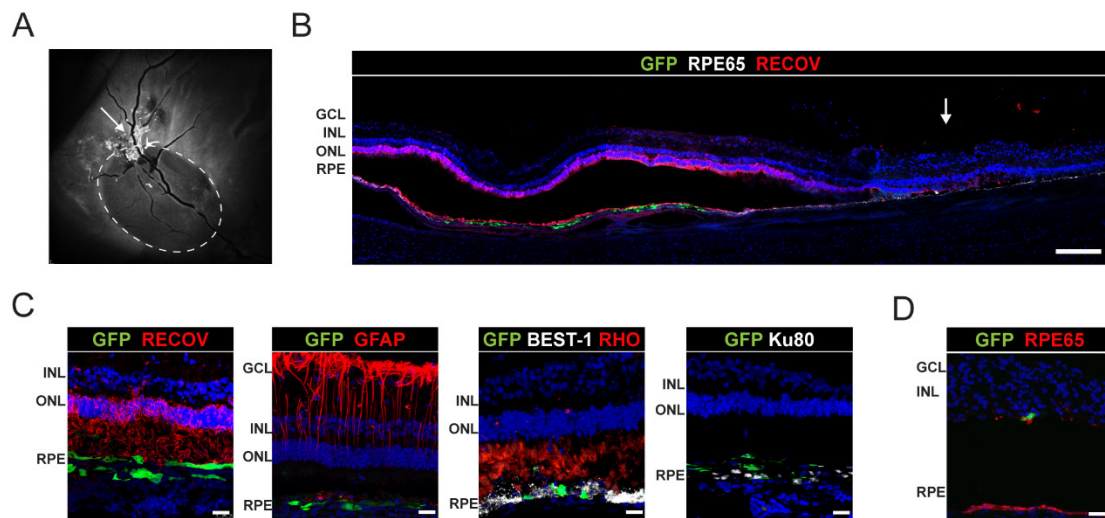 A
B
GFP RPE65 RECOV
GCL
INL
ONL
RPE
C
GFP RECOV
INL
ONL
RPE
GFP GFAP
GCL
INL
ONL
RPE
GFP BEST-1 RHO
INL
ONL
RPE
GFP Ku80
INL
ONL
RPE
D
GFP RPE65
GCL
INL
RPE